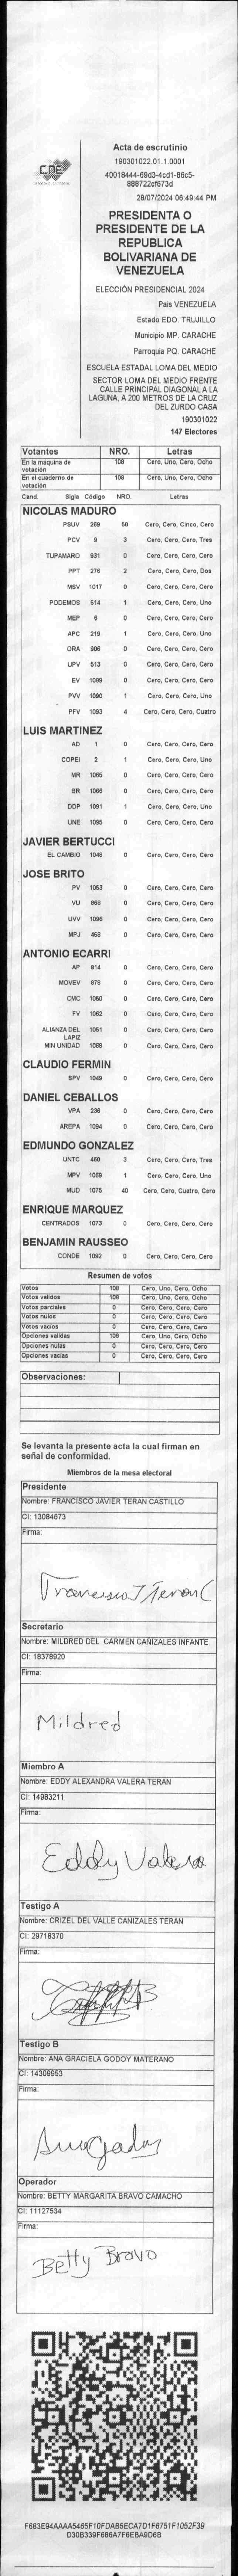 CNE
Acta de escrutinio
190301022.01.1.0001
40018444-69d3-4cd1-86c5-
888722cf673d
28/07/2024 06:49:44 PM
PRESIDENTA O
PRESIDENTE DE LA
REPUBLICA
BOLIVARIANA DE
VENEZUELA
ELECCIÓN PRESIDENCIAL 2024
Pais VENEZUELA
Estado EDO. TRUJILLO
Municipio MP. CARACHE
Parroquia PQ. CARACHE
ESCUELA ESTADAL LOMA DEL MEDIO
SECTOR LOMA DEL MEDIO FRENTE
CALLE PRINCIPAL DIAGONAL A LA
LAGUNA, A 200 METROS DE LA CRUZ
DEL ZURDO CASA
190301022
147 Electores
Votantes NRO. Letras
En la máquina de votación 108 Cero, Uno, Cero, Ocho
En el cuaderno de votación 108 Cero, Uno, Cero, Ocho
Cand. Sigla Código NRO. Letras
NICOLAS MADURO
PSUV 269 50 Cero, Cero, Cinco, Cero
PCV 9 3 Cero, Cero, Cero, Tres
TUPAMARO 931 0 Cero, Cero, Cero, Cero
PPT 276 2 Cero, Cero, Cero, Dos
MSV 1017 0 Cero, Cero, Cero, Cero
PODEMOS 514 1 Cero, Cero, Cero, Uno
MEP 6 0 Cero, Cero, Cero, Cero
APC 219 1 Cero, Cero, Cero, Uno
ORA 906 0 Cero, Cero, Cero, Cero
UPV 513 0 Cero, Cero, Cero, Cero
EV 1089 0 Cero, Cero, Cero, Cero
PVV 1090 1 Cero, Cero, Cero, Uno
PFV 1093 4 Cero, Cero, Cero, Cuatro
LUIS MARTINEZ
AD 1 0 Cero, Cero, Cero, Cero
COPEI 2 1 Cero, Cero, Cero, Uno
MR 1065 0 Cero, Cero, Cero, Cero
BR 1066 0 Cero, Cero, Cero, Cero
DDP 1091 1 Cero, Cero, Cero, Uno
UNE 1095 0 Cero, Cero, Cero, Cero
JAVIER BERTUCCI
EL CAMBIO 1048 0 Cero, Cero, Cero, Cero
JOSE BRITO
PV 1053 0 Cero, Cero, Cero, Cero
VU 868 0 Cero, Cero, Cero, Cero
UVV 1096 0 Cero, Cero, Cero, Cero
MPJ 458 0 Cero, Cero, Cero, Cero
ANTONIO ECARRI
AP 814 0 Cero, Cero, Cero, Cero
MOVEV 678 0 Cero, Cero, Cero, Cero
CMC 1060 0 Cero, Cero, Cero, Cero
FV 1062 0 Cero, Cero, Cero, Cero
ALIANZA DEL LAPIZ 1051 0 Cero, Cero, Cero, Cero
MIN UNIDAD 1088 0 Cero, Cero, Cero, Cero
CLAUDIO FERMIN
SPV 1049 0 Cero, Cero, Cero, Cero
DANIEL CEBALLOS
VPA 236 0 Cero, Cero, Cero, Cero
AREPA 1094 0 Cero, Cero, Cero, Cero
EDMUNDO GONZALEZ
UNTC 460 3 Cero, Cero, Cero, Tres
MPV 1069 1 Cero, Cero, Cero, Uno
MUD 1075 40 Cero, Cero, Cuatro, Cero
ENRIQUE MARQUEZ
CENTRADOS 1073 0 Cero, Cero, Cero, Cero
BENJAMIN RAUSSEO
CONDE 1092 0 Cero, Cero, Cero, Cero
Resumen de votos
Votos 108 Cero, Uno, Cero, Ocho
Votos validos 108 Cero, Uno, Cero, Ocho
Votos parciales 0 Cero, Cero, Cero, Cero
Votos nulos 0 Cero, Cero, Cero, Cero
Votos vacios 0 Cero, Cero, Cero, Cero
Opciones validas 108 Cero, Uno, Cero, Ocho
Opciones nulas 0 Cero, Cero, Cero, Cero
Opciones vacias 0 Cero, Cero, Cero, Cero
Observaciones:
Se levanta la presente acta la cual firman en
señal de conformidad.
Miembros de la mesa electoral
Presidente
Nombre: FRANCISCO JAVIER TERAN CASTILLO
CI: 13084673
Firma:
Francisco J Teran C
Secretario
Nombre: MILDRED DEL CARMEN CAÑIZALES INFANTE
CI: 18378920
Firma:
Mildred
Miembro A
Nombre: EDDY ALEXANDRA VALERA TERAN
CI: 14983211
Firma:
Eddy Valera
Testigo A
Nombre: CRIZEL DEL VALLE CANIZALES TERAN
CI: 29718370
Firma:
Testigo B
Nombre: ANA GRACIELA GODOY MATERANO
CI: 14309953
Firma:
Operador
Nombre: BETTY MARGARITA BRAVO CAMACHO
CI: 11127534
Firma:
Betty Bravo
F683E94AAAA5465F10FDAB5ECA7D1F6751F1052F39
D30B339F686A7F6EBA9D6B